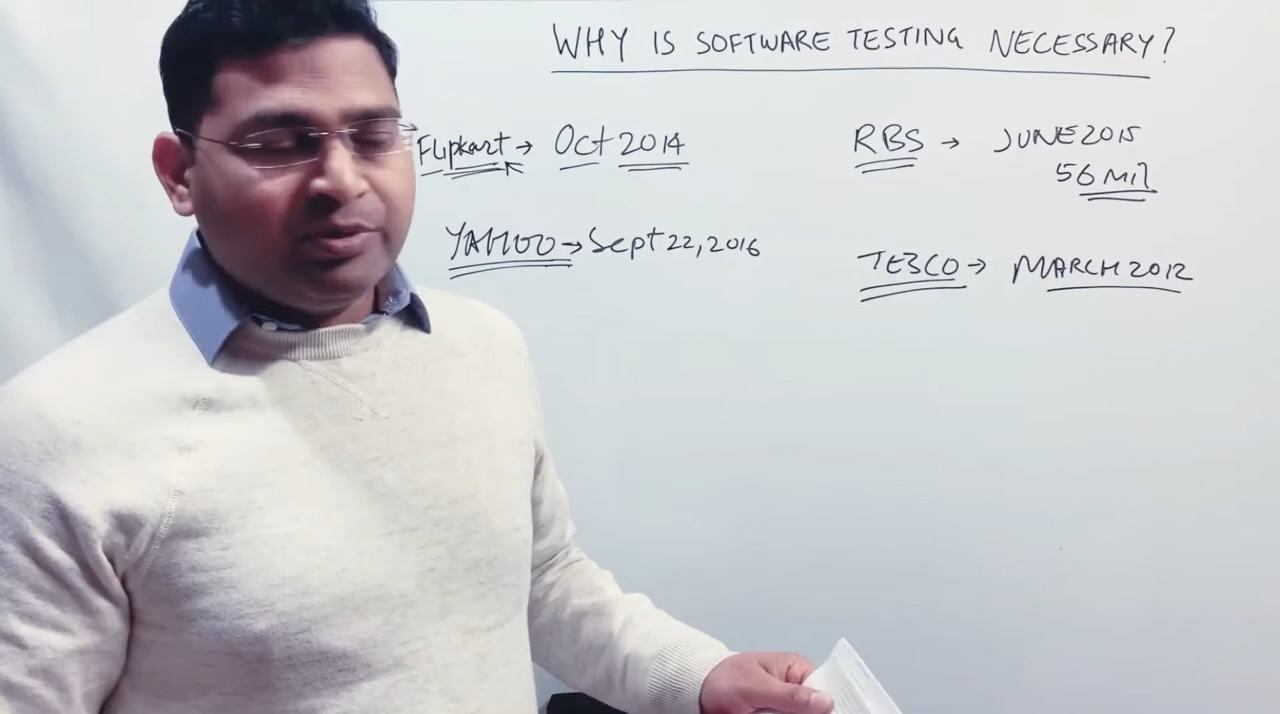 WHY IS SOFTWARE TESTING NECESSARY?
Flipkart → Oct 2014
YAHOO → Sept 22, 2016
RBS → JUNE 2015
56 Mil
TESCO → MARCH 2012